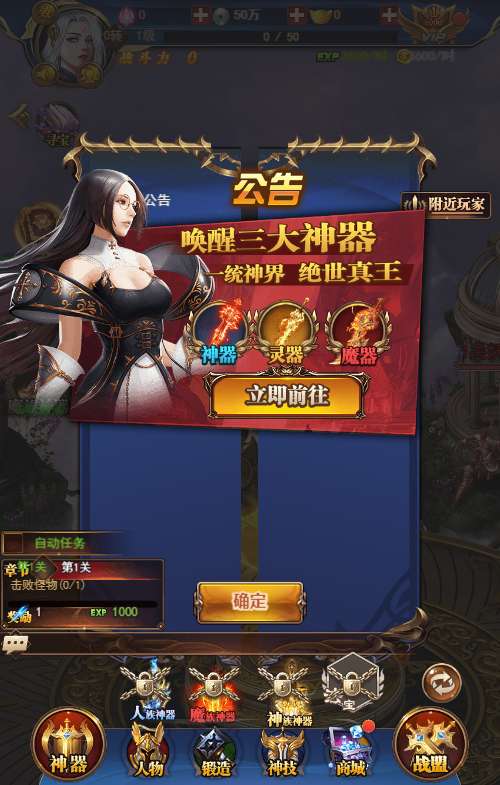 0
50万
0
1级
0 / 50
战斗力 0
EXP
VIP
寻宝
公告
公告
附近玩家
唤醒三大神器
一统神界 绝世真王
神器
灵器
魔器
立即前往
自动任务
章节
第1关
第1关
击败怪物(0/1)
奖励
1
EXP 1000
确定
人族神器
魔族神器
神族神器
宝
神器
人物
锻造
神技
商城
战盟